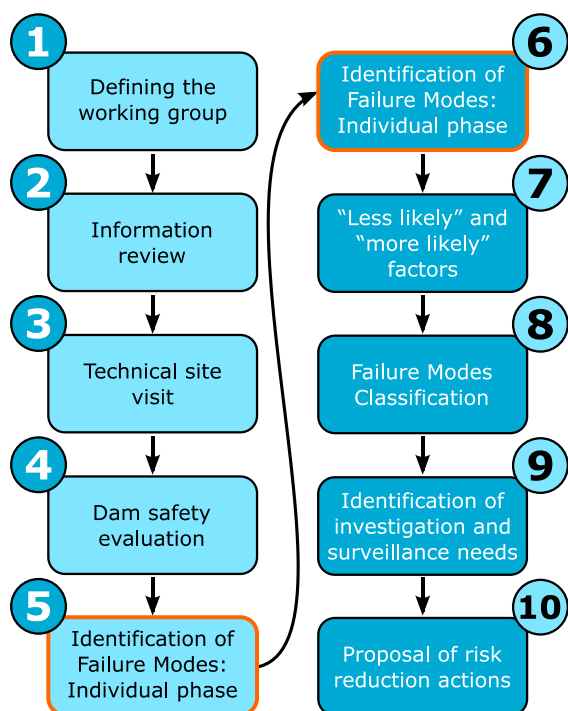 1
Defining the
working group
2
Information
review
3
Technical site
visit
4
Dam safety
evaluation
5
Identification of
Failure Modes:
Individual phase
6
Identification of
Failure Modes:
Individual phase
7
“Less likely” and
“more likely”
factors
8
Failure Modes
Classification
9
Identification of
investigation and
surveillance needs
10
Proposal of risk
reduction actions